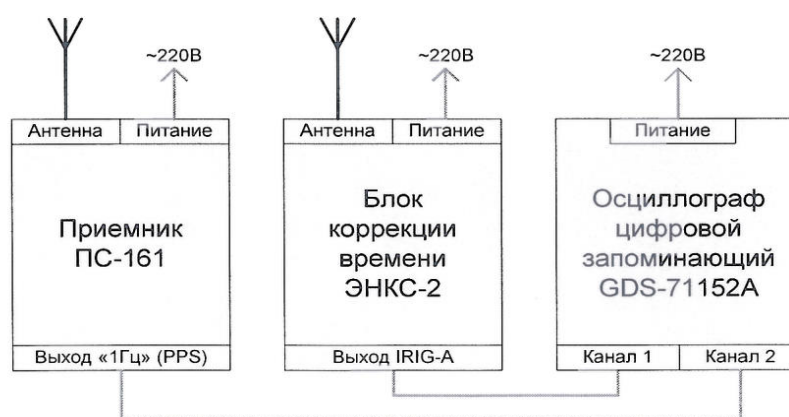 ~220В
~220В
~220В
Антенна
Питание
Антенна
Питание
Питание
Приемник
ПС-161
Блок
коррекции
времени
ЭНКС-2
Осциллограф
цифровой
запоминающий
GDS-71152A
Выход «1Гц» (PPS)
Выход IRIG-A
Канал 1
Канал 2